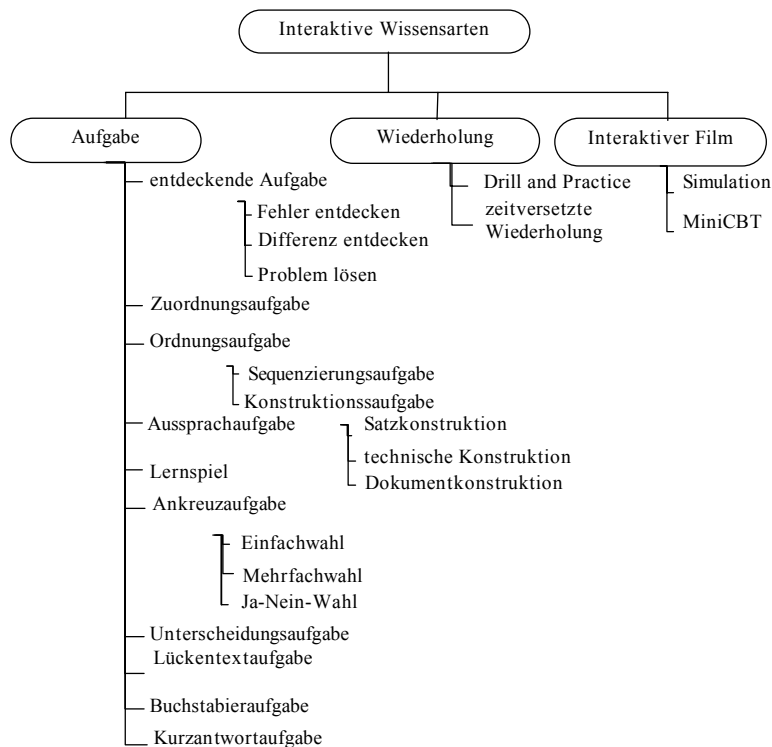 Interaktive Wissensarten
Aufgabe
Wiederholung
Interaktiver Film
entdeckende Aufgabe
Fehler entdecken
Differenz entdecken
Problem lösen
Zuordnungsaufgabe
Ordnungsaufgabe
Sequenzierungsaufgabe
Konstruktionssaufgabe
Satzkonstruktion
technische Konstruktion
Dokumentkonstruktion
Aussprachaufgabe
Lernspiel
Ankreuzaufgabe
Einfachwahl
Mehrfachwahl
Ja-Nein-Wahl
Unterscheidungsaufgabe
Lückentextaufgabe
Buchstabieraufgabe
Kurzantwortaufgabe
Drill and Practice
zeitversetzte
Wiederholung
Simulation
MiniCBT